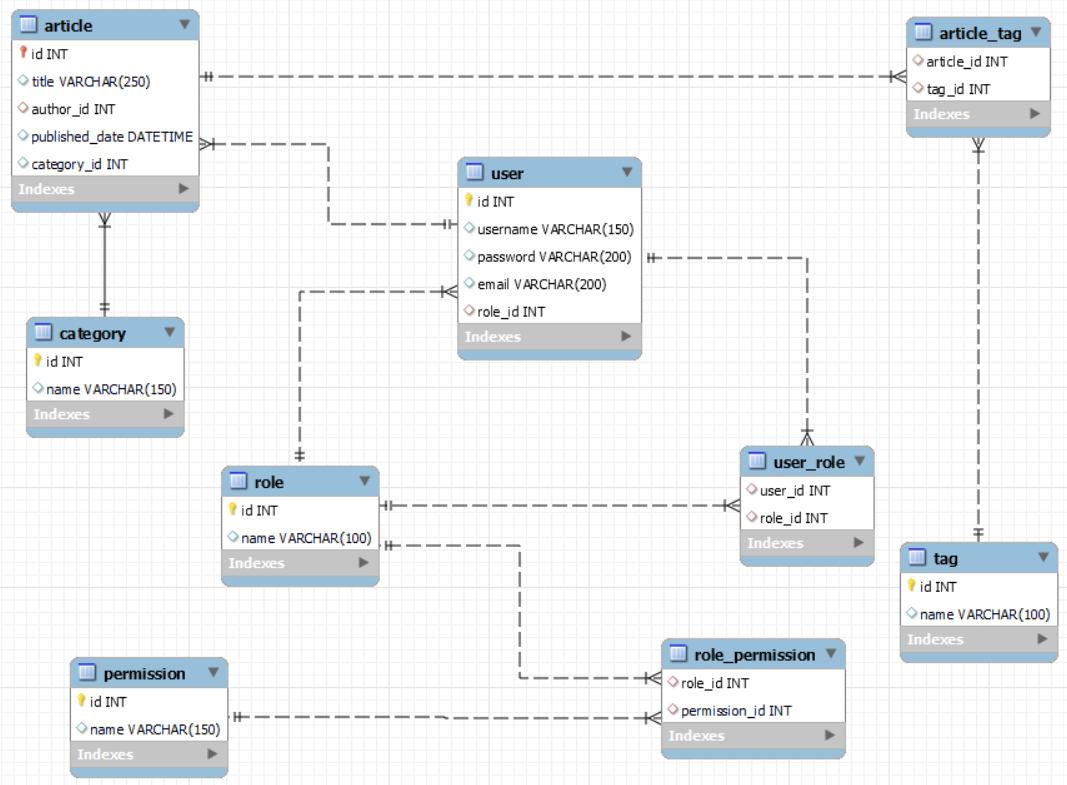 article
id INT
title VARCHAR(250)
author_id INT
published_date DATETIME
category_id INT
Indexes
article_tag
article_id INT
tag_id INT
Indexes
user
id INT
username VARCHAR(150)
password VARCHAR(200)
email VARCHAR(200)
role_id INT
Indexes
category
id INT
name VARCHAR(150)
Indexes
role
id INT
name VARCHAR(100)
Indexes
user_role
user_id INT
role_id INT
Indexes
tag
id INT
name VARCHAR(100)
Indexes
permission
id INT
name VARCHAR(150)
Indexes
role_permission
role_id INT
permission_id INT
Indexes